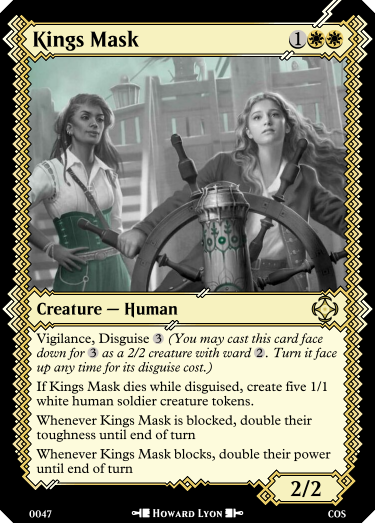 Kings Mask 1
Creature — Human
Vigilance, Disguise 3 (You may cast this card face
down for 3 as a 2/2 creature with ward 2. Turn it face
up any time for its disguise cost.)
If Kings Mask dies while disguised, create five 1/1
white human soldier creature tokens.
Whenever Kings Mask is blocked, double their
toughness until end of turn
Whenever Kings Mask blocks, double their power
until end of turn
2/2
0047 Howard Lyon COS